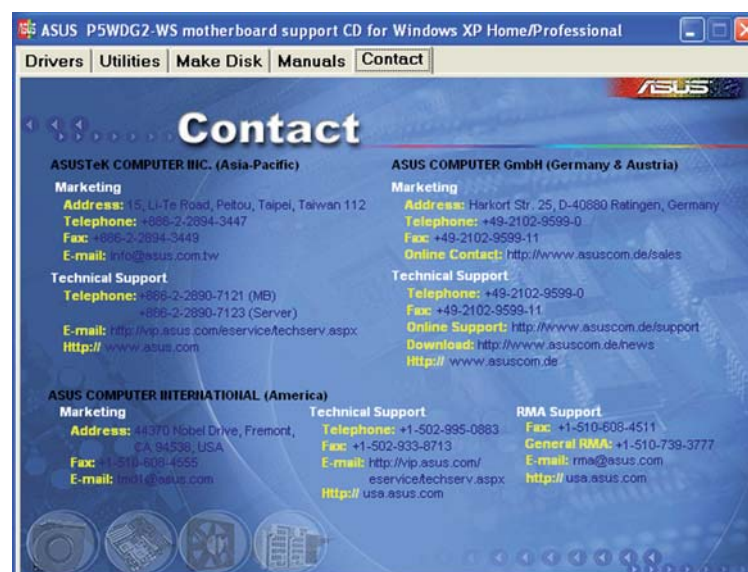 ASUS P5WDG2-WS motherboard support CD for Windows XP Home/Professional
Drivers Utilities Make Disk Manuals Contact
ASUS
Contact
ASUSTeK COMPUTER INC. (Asia-Pacific)
Marketing
Address: 15, Li-Te Road, Peitou, Taipei, Taiwan 112
Telephone: +886-2-2894-3447
Fax: +886-2-2894-3449
E-mail: info@asus.com.tw
Technical Support
Telephone: +886-2-2890-7121 (MB)
+886-2-2890-7123 (Server)
E-mail: http://vip.asus.com/eservice/techserv.aspx
Http:// www.asus.com
ASUS COMPUTER GmbH (Germany & Austria)
Marketing
Address: Harkort Str. 25, D-40880 Ratingen, Germany
Telephone: +49-2102-9599-0
Fax: +49-2102-9599-11
Online Contact: http://www.asuscom.de/sales
Technical Support
Telephone: +49-2102-9599-0
Fax: +49-2102-9599-11
Online Support: http://www.asuscom.de/support
Download: http://www.asuscom.de/news
Http:// www.asuscom.de
ASUS COMPUTER INTERNATIONAL (America)
Marketing
Address: 44370 Nobel Drive, Fremont,
CA 94538, USA
Fax: +1-510-608-4555
E-mail: tmd1@asus.com
Technical Support
Telephone: +1-502-995-0883
Fax: +1-502-933-8713
E-mail: http://vip.asus.com/
eservice/techserv.aspx
Http:// usa.asus.com
RMA Support
Fax: +1-510-608-4511
General RMA: +1-510-739-3777
E-mail: rma@asus.com
http:// usa.asus.com